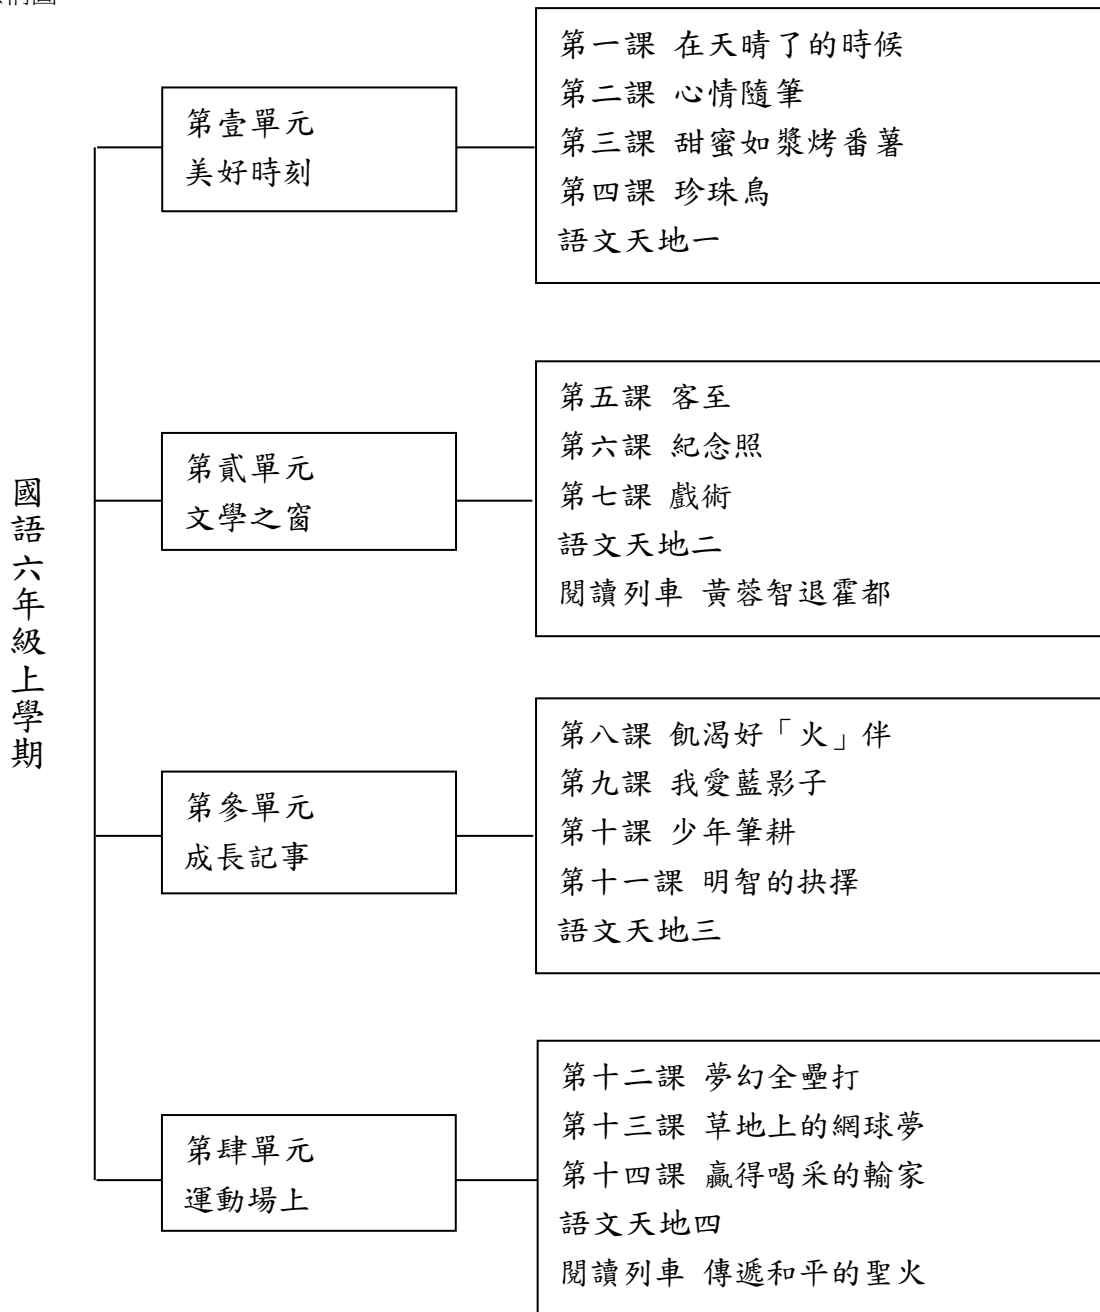 國語六年級上學期
第壹單元
美好時刻
第一課 在天晴了的時候
第二課 心情隨筆
第三課 甜蜜如漿烤番薯
第四課 珍珠鳥
語文天地一
第貳單元
文學之窗
第五課 客至
第六課 紀念照
第七課 戲術
語文天地二
閱讀列車 黃蓉智退霍都
第參單元
成長記事
第八課 飢渴好「火」伴
第九課 我愛藍影子
第十課 少年筆耕
第十一課 明智的抉擇
語文天地三
第肆單元
運動場上
第十二課 夢幻全壘打
第十三課 草地上的網球夢
第十四課 贏得喝采的輸家
語文天地四
閱讀列車 傳遞和平的聖火